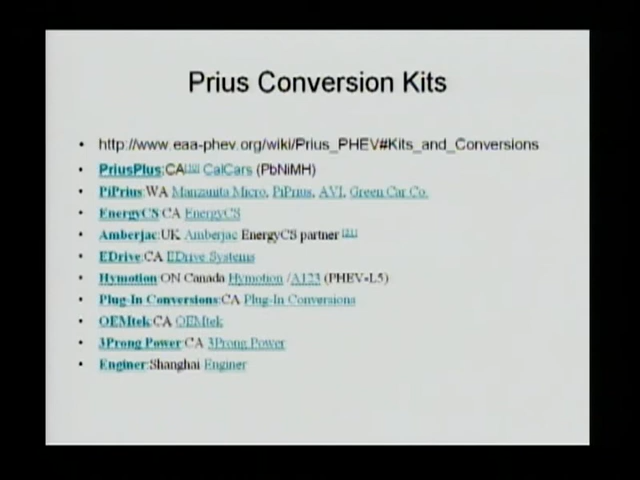 Prius Conversion Kits
• http://www.eaa-phev.org/wiki/Prius_PHEV#Kits_and_Conversions
• PriusPlus:CA CalCars (PbNiMH)
• PiPrius:WA Manzanita Micro, PiPrius, AVI, Green Car Co.
• EnergyCS CA EnergyCS
• Amberjac:UK Amberjac EnergyCS partner
• EDrive:CA EDrive Systems
• Hymotion ON Canada Hymotion /A123 (PHEV-L5)
• Plug-In Conversions:CA Plug-In Conversions
• OEMtek:CA OEMtek
• 3Prong Power:CA 3Prong Power
• Enginer:Shanghai Enginer